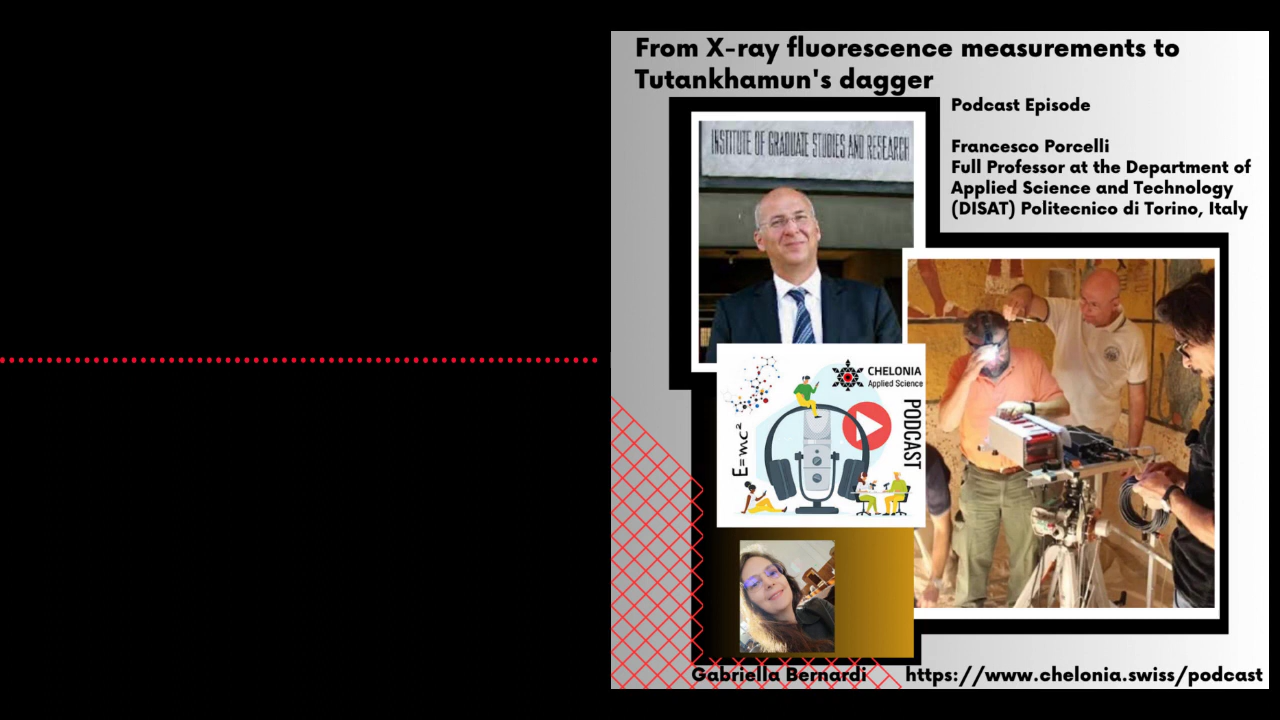 From X-ray fluorescence measurements to
Tutankhamun's dagger
Podcast Episode
Francesco Porcelli
Full Professor at the Department of
Applied Science and Technology
(DISAT) Politecnico di Torino, Italy
INSTITUTE OF GRADUATE STUDIES AND RESEARCH
CHELONIA
Applied Science
PODCAST
E=mc²
Gabriella Bernardi
https://www.chelonia.swiss/podcast